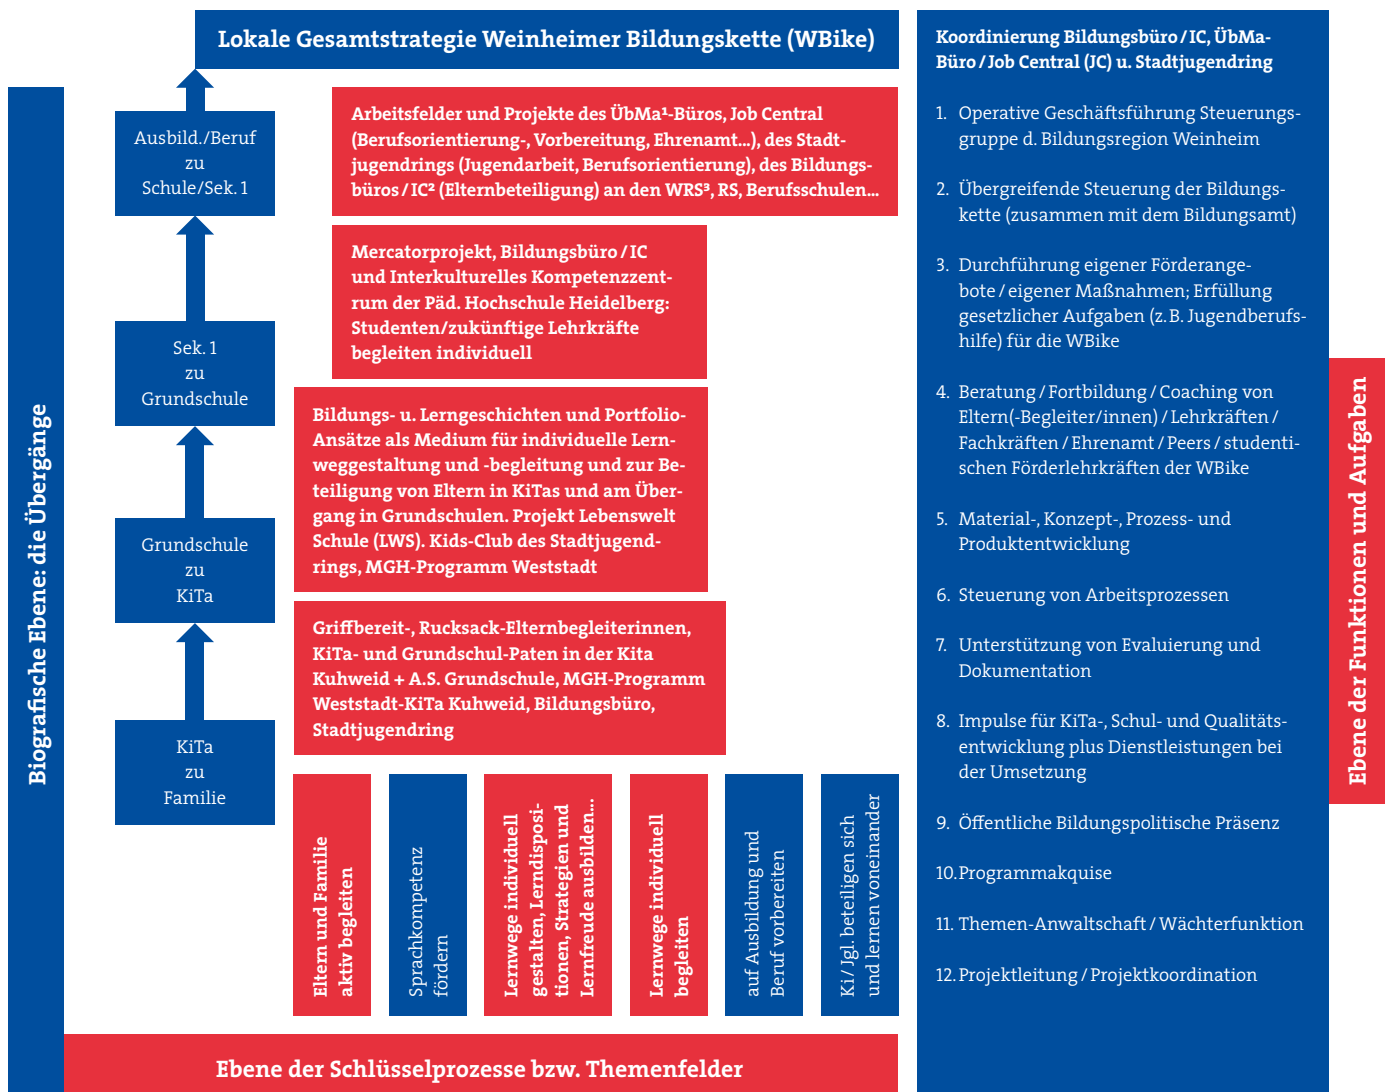 Lokale Gesamtstrategie Weinheimer Bildungskette (WBike)
Biografische Ebene: die Übergänge
Ausbild./Beruf
zu
Schule/Sek. 1
Sek. 1
zu
Grundschule
Grundschule
zu
KiTa
KiTa
zu
Familie
Arbeitsfelder und Projekte des ÜbMa¹-Büros, Job Central
(Berufsorientierung-, Vorbereitung, Ehrenamt…), des Stadt-
jugendrings (Jugendarbeit, Berufsorientierung), des Bildungs-
büros / IC² (Elternbeteiligung) an den WRS³, RS, Berufsschulen…
Mercatorprojekt, Bildungsbüro / IC
und Interkulturelles Kompetenzzent-
rum der Päd. Hochschule Heidelberg:
Studenten/zukünftige Lehrkräfte
begleiten individuell
Bildungs- u. Lerngeschichten und Portfolio-
Ansätze als Medium für individuelle Lern-
weggestaltung und -begleitung und zur Be-
teiligung von Eltern in KiTas und am Über-
gang in Grundschulen. Projekt Lebenswelt
Schule (LWS). Kids-Club des Stadtjugend-
rings, MGH-Programm Weststadt
Griffbereit-, Rucksack-Elternbegleiterinnen,
KiTa- und Grundschul-Paten in der Kita
Kuhweid + A.S. Grundschule, MGH-Programm
Weststadt-KiTa Kuhweid, Bildungsbüro,
Stadtjugendring
Eltern und Familie
aktiv begleiten
Sprachkompetenz
fördern
Lernwege individuell
gestalten, Lerndisposi-
tionen, Strategien und
Lernfreude ausbilden…
Lernwege individuell
begleiten
auf Ausbildung und
Beruf vorbereiten
Ki / Jgl. beteiligen sich
und lernen voneinander
Ebene der Schlüsselprozesse bzw. Themenfelder
Koordinierung Bildungsbüro / IC, ÜbMa-
Büro / Job Central (JC) u. Stadtjugendring
1. Operative Geschäftsführung Steuerungs-
gruppe d. Bildungsregion Weinheim
2. Übergreifende Steuerung der Bildungs-
kette (zusammen mit dem Bildungsamt)
3. Durchführung eigener Förderange-
bote / eigener Maßnahmen; Erfüllung
gesetzlicher Aufgaben (z. B. Jugendberufs-
hilfe) für die WBike
4. Beratung / Fortbildung / Coaching von
Eltern(-Begleiter/innen) / Lehrkräften /
Fachkräften / Ehrenamt / Peers / studenti-
schen Förderlehrkräften der WBike
5. Material-, Konzept-, Prozess- und
Produktentwicklung
6. Steuerung von Arbeitsprozessen
7. Unterstützung von Evaluierung und
Dokumentation
8. Impulse für KiTa-, Schul- und Qualitäts-
entwicklung plus Dienstleistungen bei
der Umsetzung
9. Öffentliche Bildungspolitische Präsenz
10. Programmakquise
11. Themen-Anwaltschaft / Wächterfunktion
12. Projektleitung / Projektkoordination
Ebene der Funktionen und Aufgaben